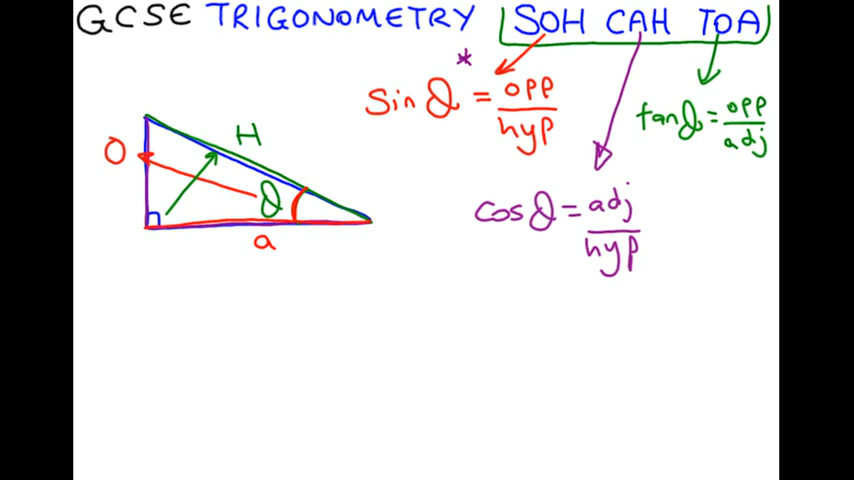 GCSE TRIGONOMETRY SOH CAH TOA
*
sin θ = opp/hyp
tan θ = opp/adj
cos θ = adj/hyp
H
O
θ
a